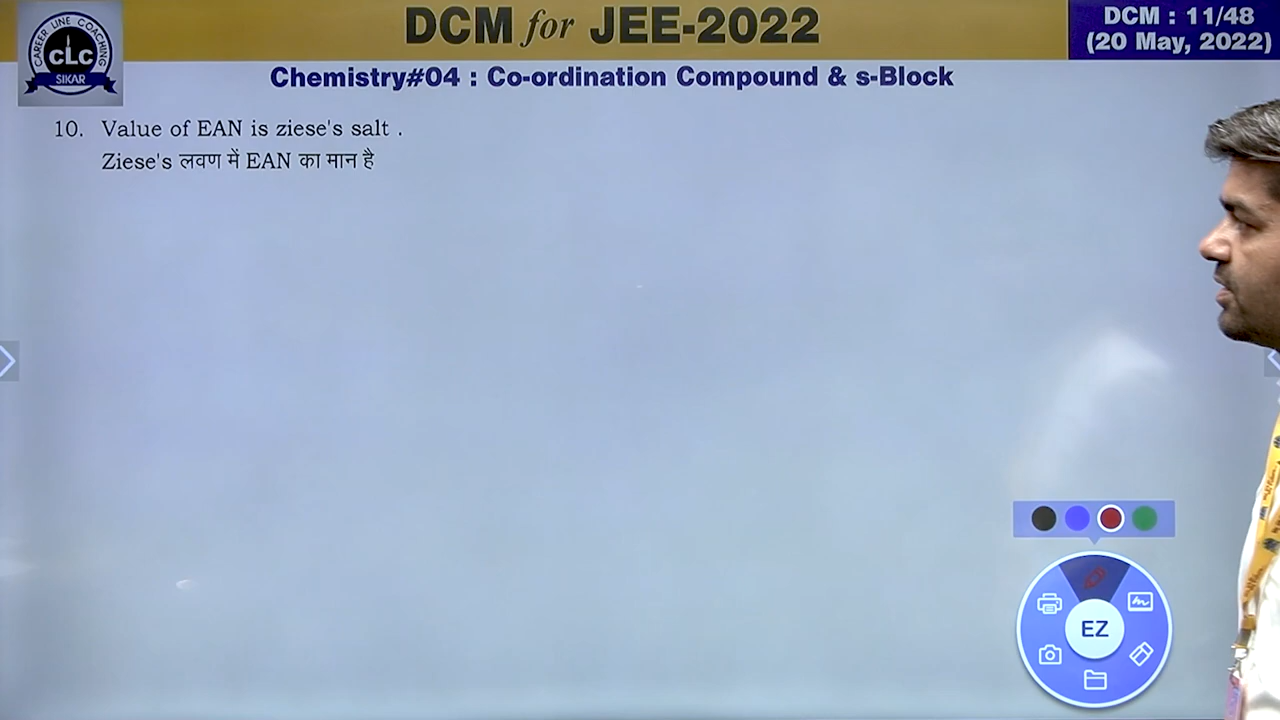 CAREER LINE COACHING
CLC
SIKAR
DCM for JEE-2022
DCM : 11/48
(20 May, 2022)
Chemistry#04 : Co-ordination Compound & s-Block
10. Value of EAN is ziese's salt .
Ziese's लवण में EAN का मान है
EZ